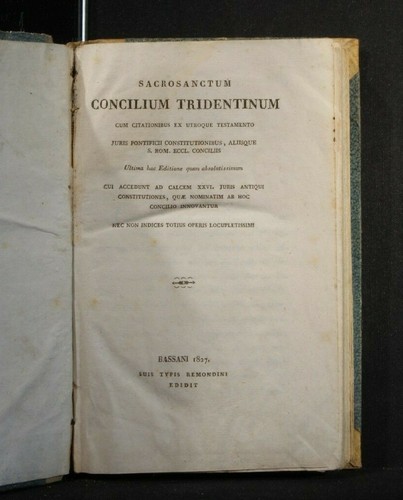 SACROSANCTUM
CONCILIUM TRIDENTINUM
CUM CITATIONIBUS EX UTROQUE TESTAMENTO
JURIS PONTIFICII CONSTITUTIONIBUS, ALIISQUE
S. ROM. ECCL. CONCILIIS
Ultima hac Editione quam absolutissimum
CUI ACCEDUNT AD CALCEM XXVI. JURIS ANTIQUI
CONSTITUTIONES, QUÆ NOMINATIM AB HOC
CONCILIO INNOVANTUR
NEC NON INDICES TOTIUS OPERIS LOCUPLETISSIMI
BASSANI 1827.
SUIS TYPIS REMONDINI
EDIDIT